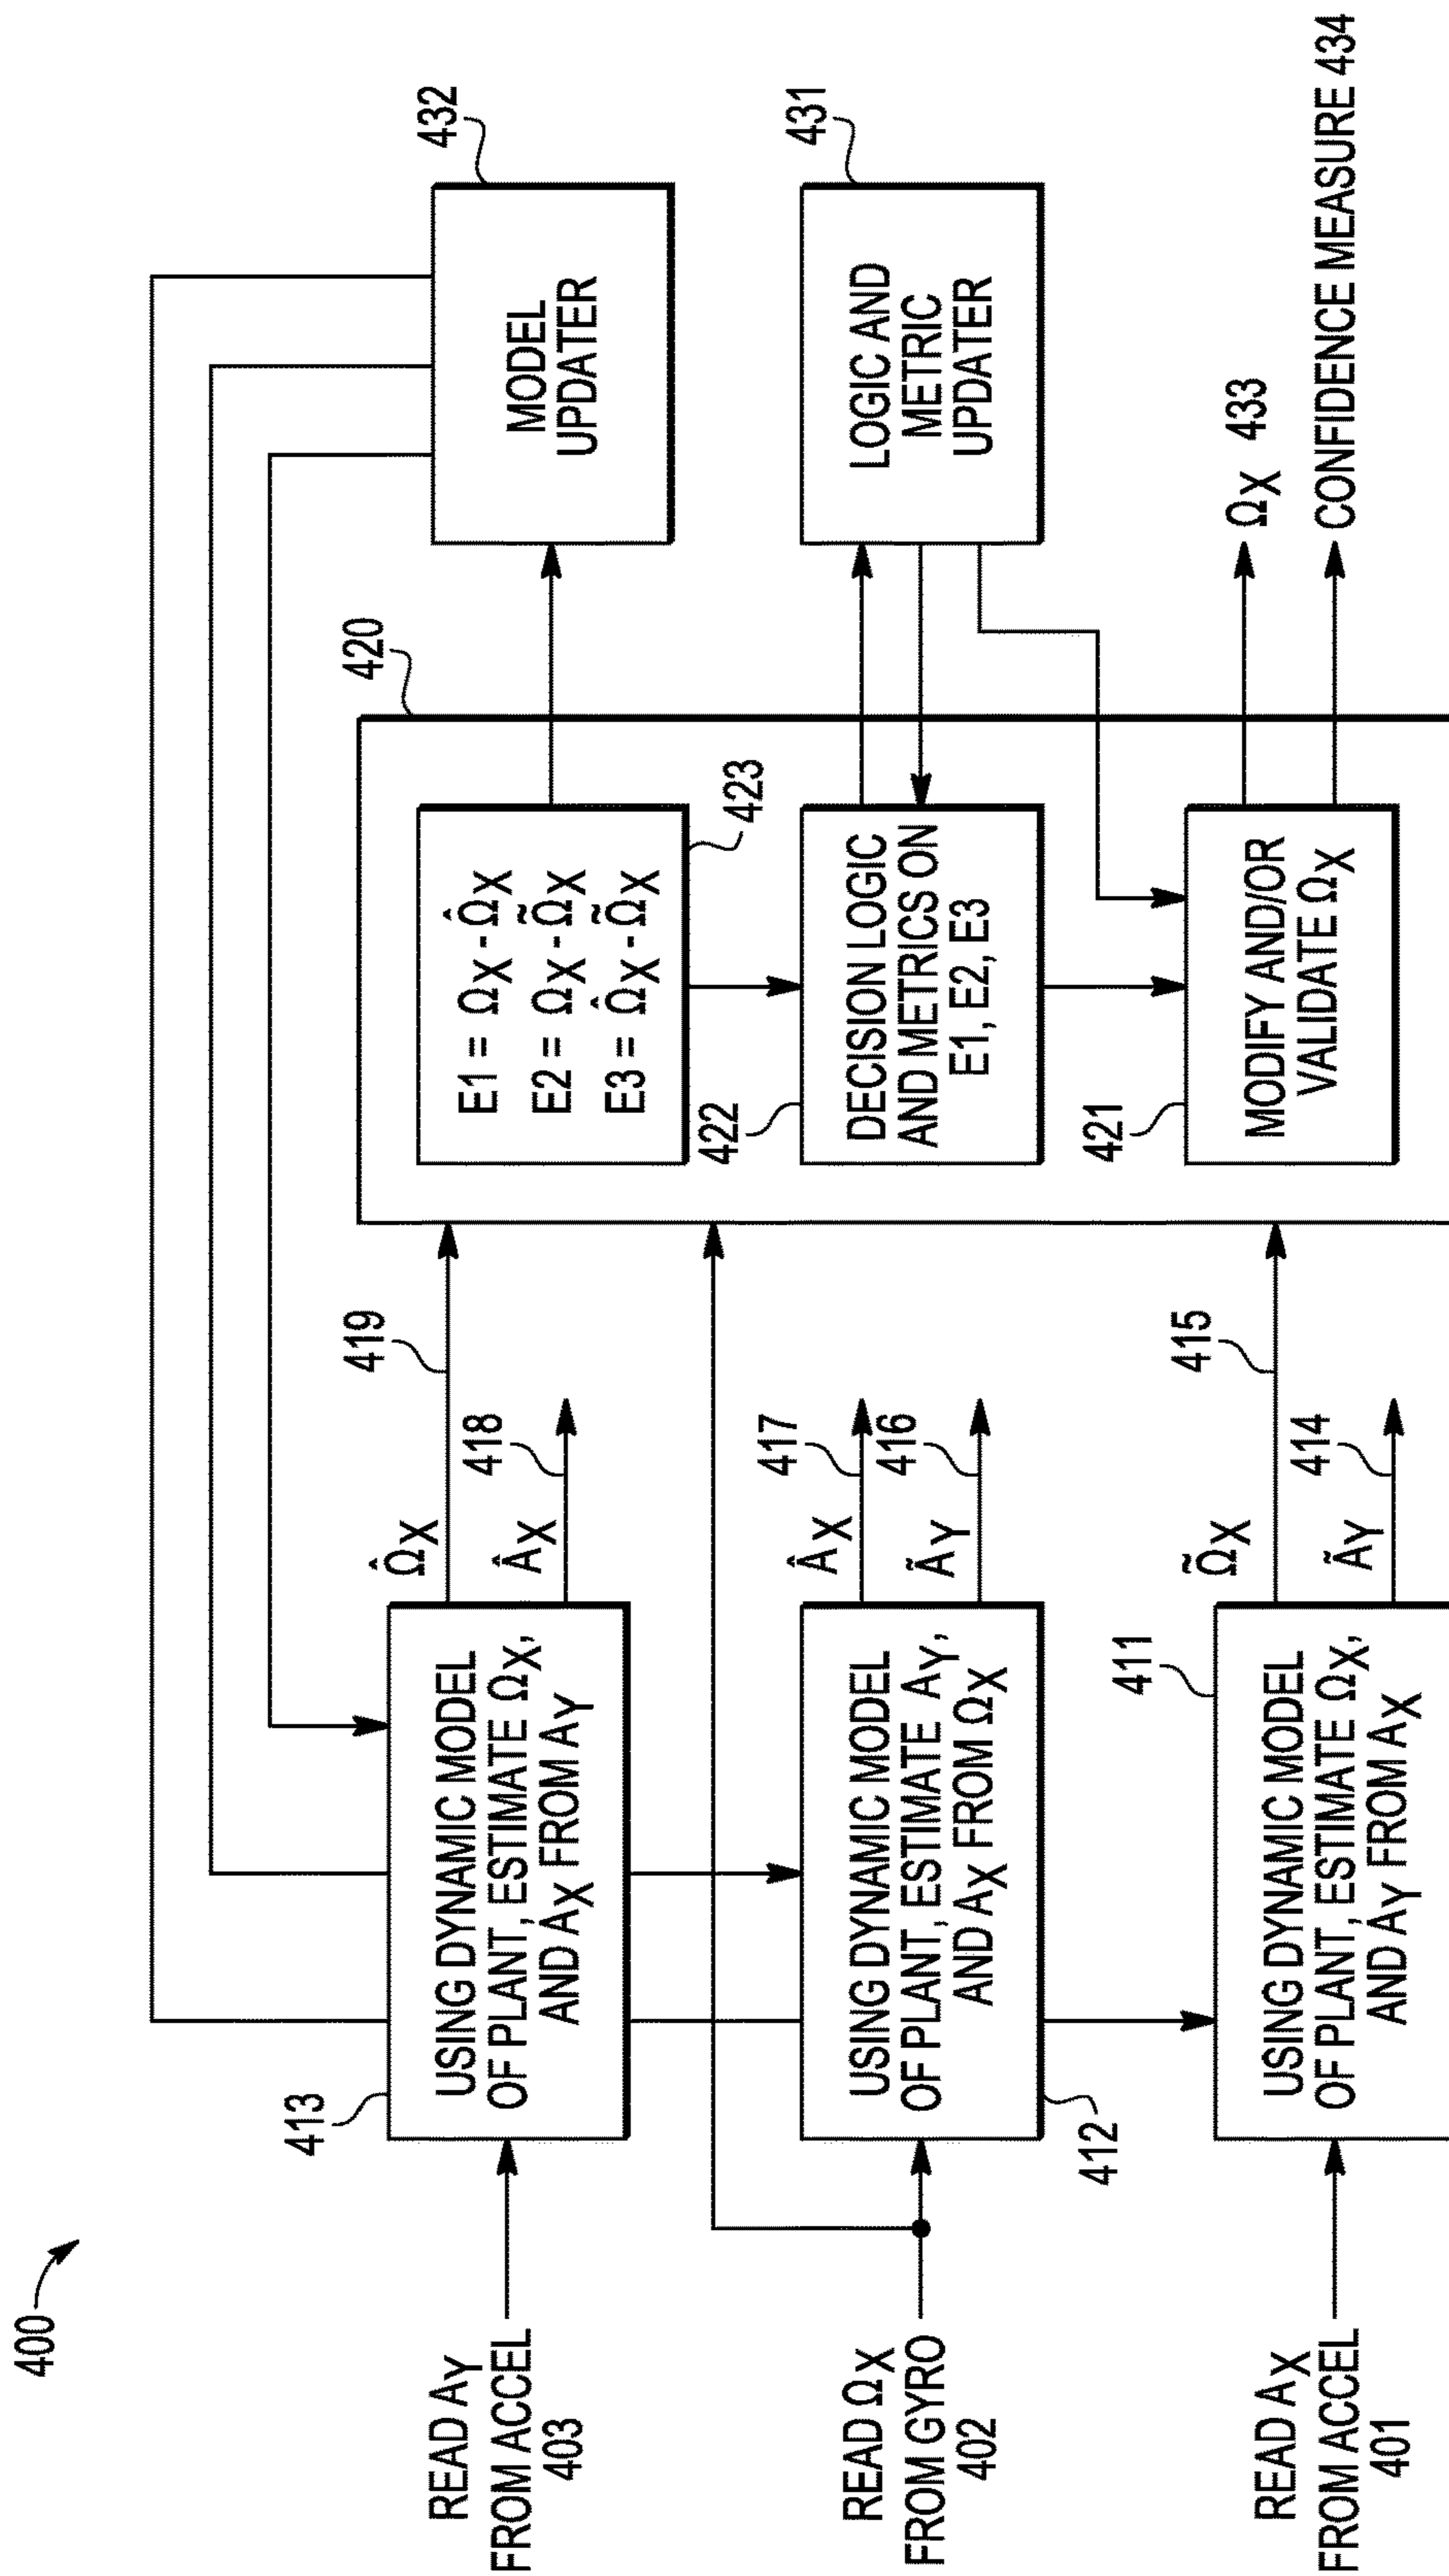 400
READ AY
FROM ACCEL
403
READ ΩX
FROM GYRO
402
READ AX
FROM ACCEL
401
413
USING DYNAMIC MODEL
OF PLANT, ESTIMATE ΩX,
AND AX FROM AY
412
USING DYNAMIC MODEL
OF PLANT, ESTIMATE AY,
AND AX FROM ΩX
411
USING DYNAMIC MODEL
OF PLANT, ESTIMATE ΩX,
AND AY FROM AX
Ω̂X
419
ÂX
418
ÂX
417
ÃY
416
Ω̃X
415
ÃY
414
420
E1 = ΩX - Ω̂X
E2 = ΩX - Ω̃X
E3 = Ω̂X - Ω̃X
423
422
DECISION LOGIC
AND METRICS ON
E1, E2, E3
421
MODIFY AND/OR
VALIDATE ΩX
432
MODEL
UPDATER
431
LOGIC AND
METRIC
UPDATER
ΩX 433
CONFIDENCE MEASURE 434